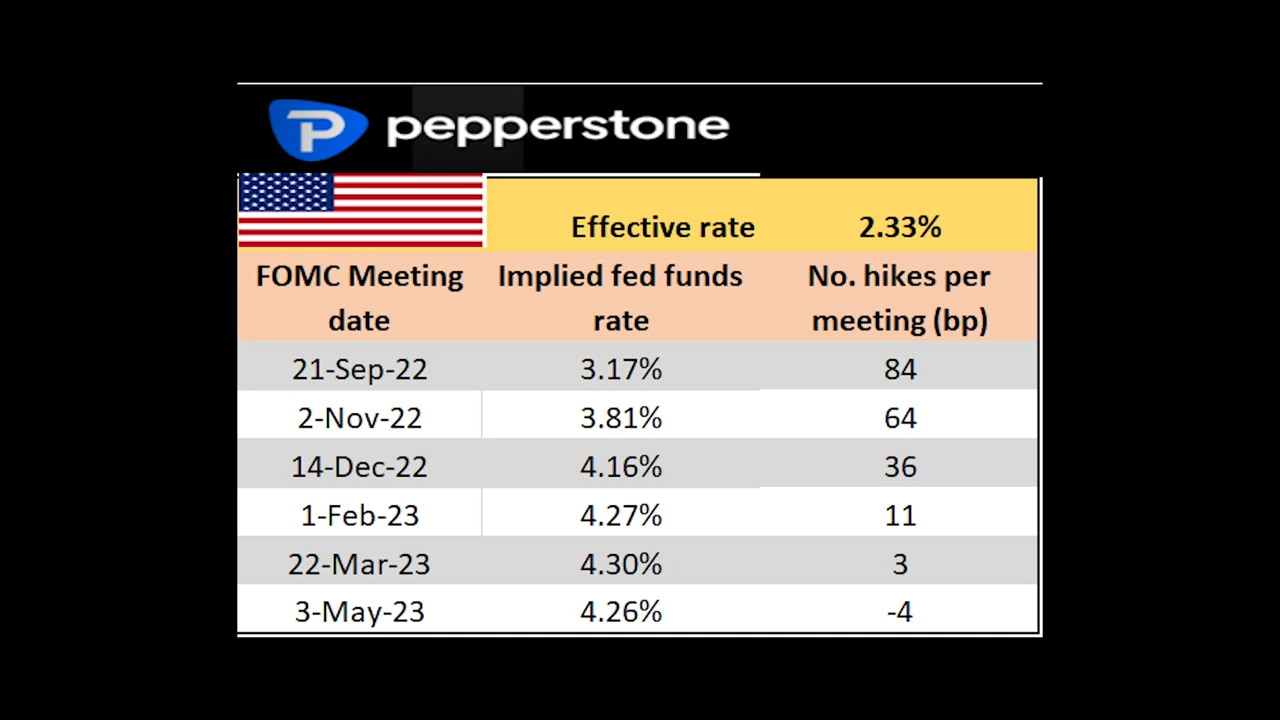 pepperstone
Effective rate 2.33%
FOMC Meeting Implied fed funds No. hikes per
date rate meeting (bp)
21-Sep-22 3.17% 84
2-Nov-22 3.81% 64
14-Dec-22 4.16% 36
1-Feb-23 4.27% 11
22-Mar-23 4.30% 3
3-May-23 4.26% -4